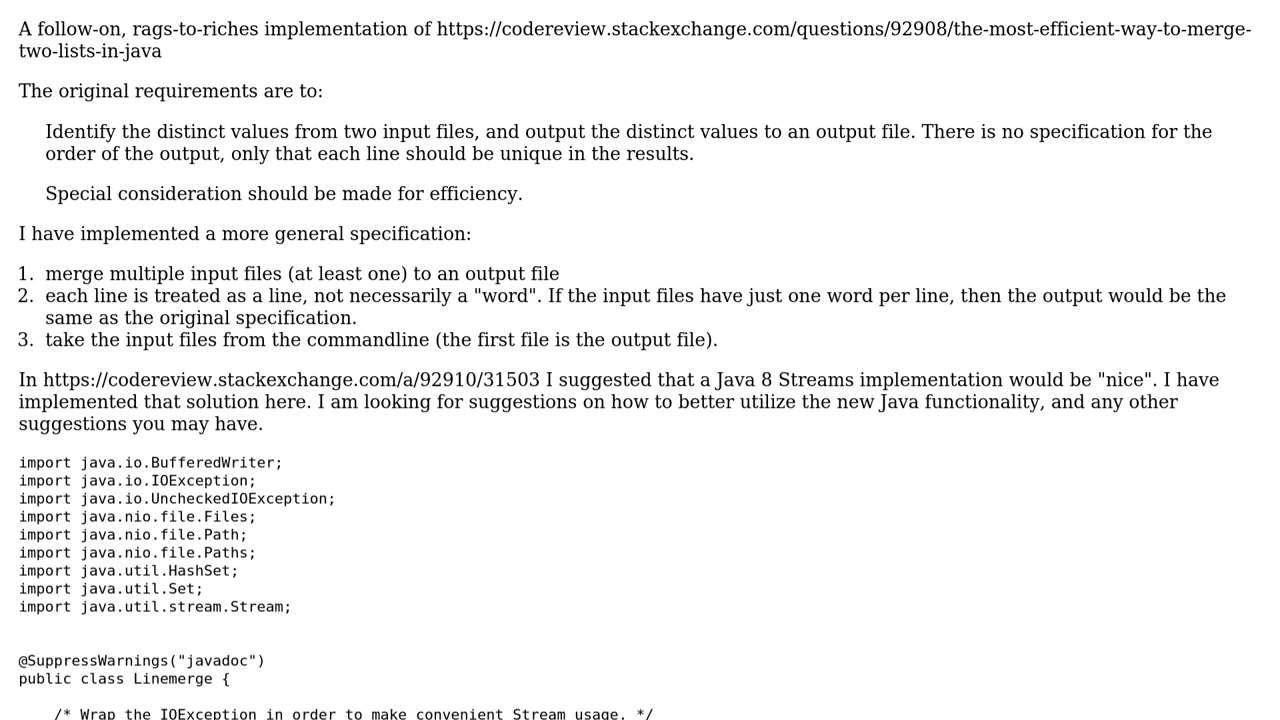 A follow-on, rags-to-riches implementation of https://codereview.stackexchange.com/questions/92908/the-most-efficient-way-to-merge-
two-lists-in-java
The original requirements are to:
Identify the distinct values from two input files, and output the distinct values to an output file. There is no specification for the
order of the output, only that each line should be unique in the results.
Special consideration should be made for efficiency.
I have implemented a more general specification:
1. merge multiple input files (at least one) to an output file
2. each line is treated as a line, not necessarily a "word". If the input files have just one word per line, then the output would be the
same as the original specification.
3. take the input files from the commandline (the first file is the output file).
In https://codereview.stackexchange.com/a/92910/31503 I suggested that a Java 8 Streams implementation would be "nice". I have
implemented that solution here. I am looking for suggestions on how to better utilize the new Java functionality, and any other
suggestions you may have.
import java.io.BufferedWriter;
import java.io.IOException;
import java.io.UncheckedIOException;
import java.nio.file.Files;
import java.nio.file.Path;
import java.nio.file.Paths;
import java.util.HashSet;
import java.util.Set;
import java.util.stream.Stream;
@SuppressWarnings("javadoc")
public class Linemerge {
/* Wrap the IOException in order to make convenient Stream usage. */